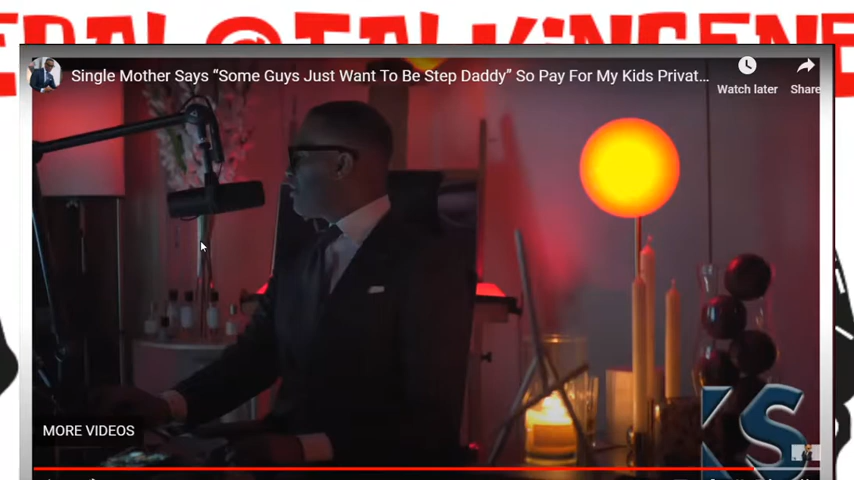 Single Mother Says “Some Guys Just Want To Be Step Daddy” So Pay For My Kids Privat...
Watch later
Share
MORE VIDEOS
KS